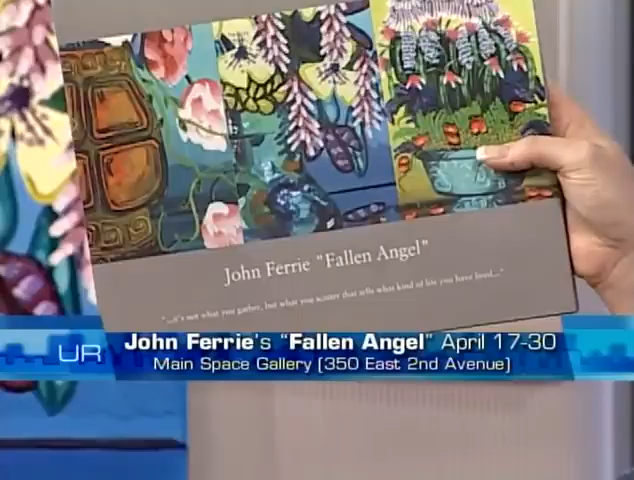 John Ferrie "Fallen Angel"
"...it's not what you gather, but what you scatter that tells what kind of life you have lived..."
UR
John Ferrie's "Fallen Angel" April 17-30
Main Space Gallery (350 East 2nd Avenue)